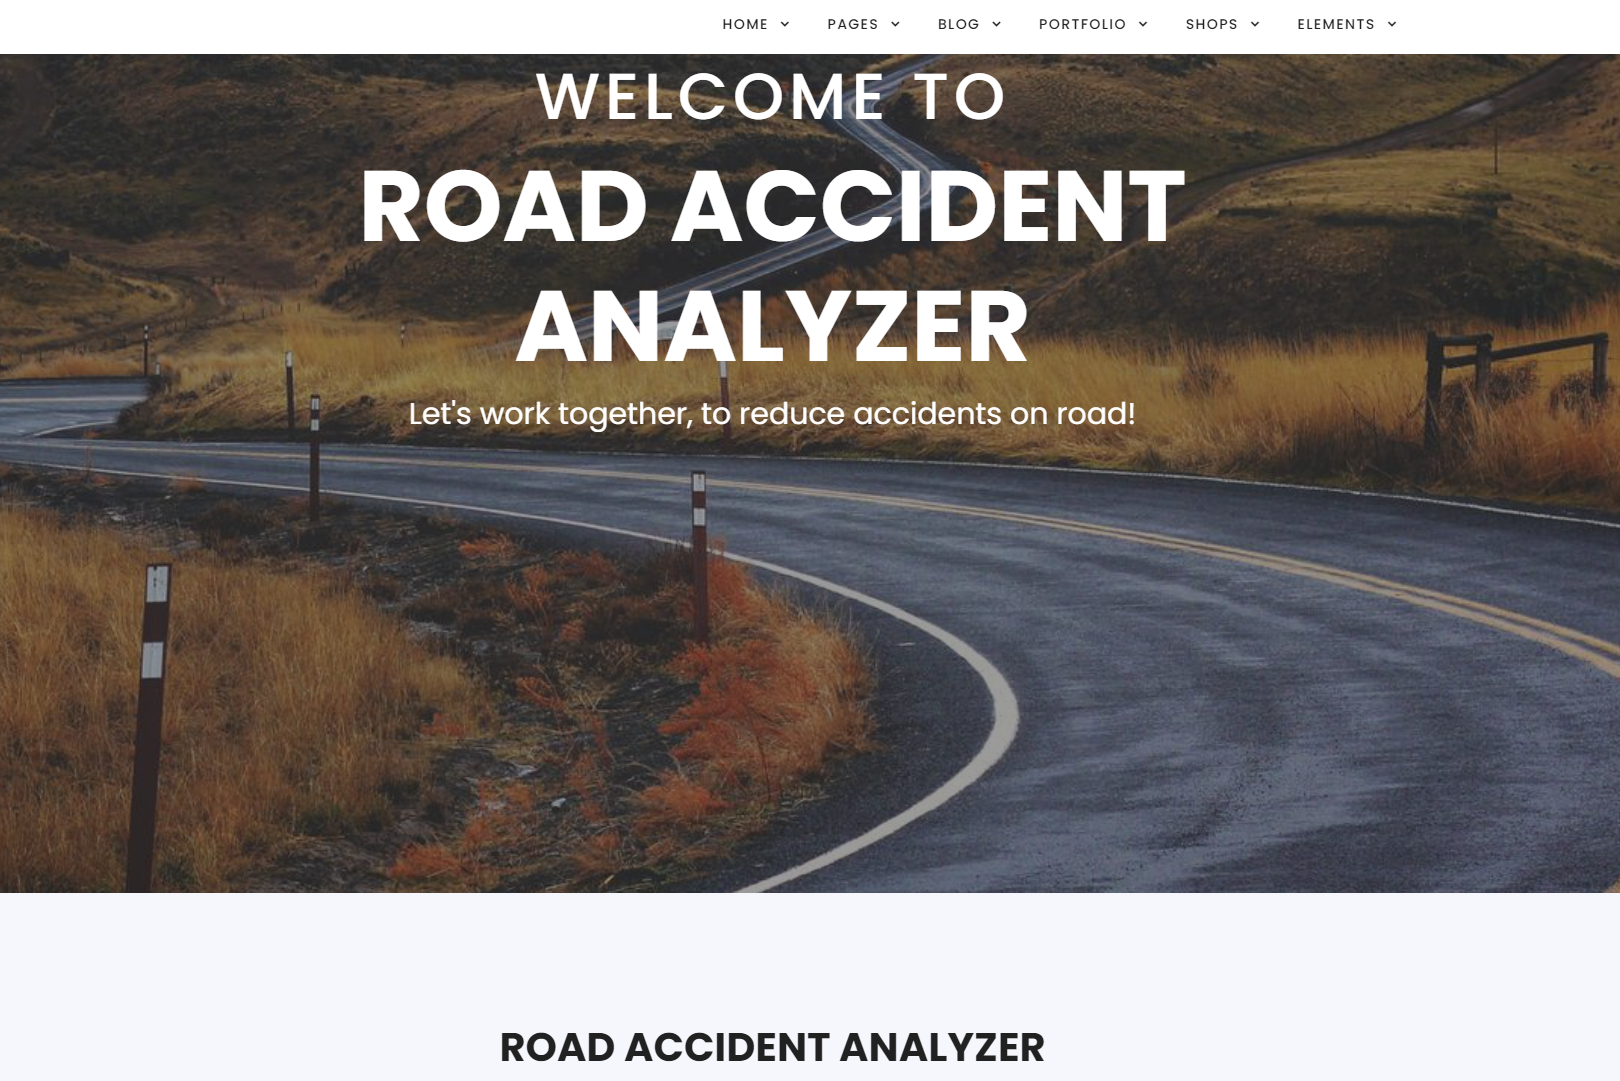 HOME PAGES BLOG PORTFOLIO SHOPS ELEMENTS
WELCOME TO
ROAD ACCIDENT
ANALYZER
Let's work together, to reduce accidents on road!
ROAD ACCIDENT ANALYZER